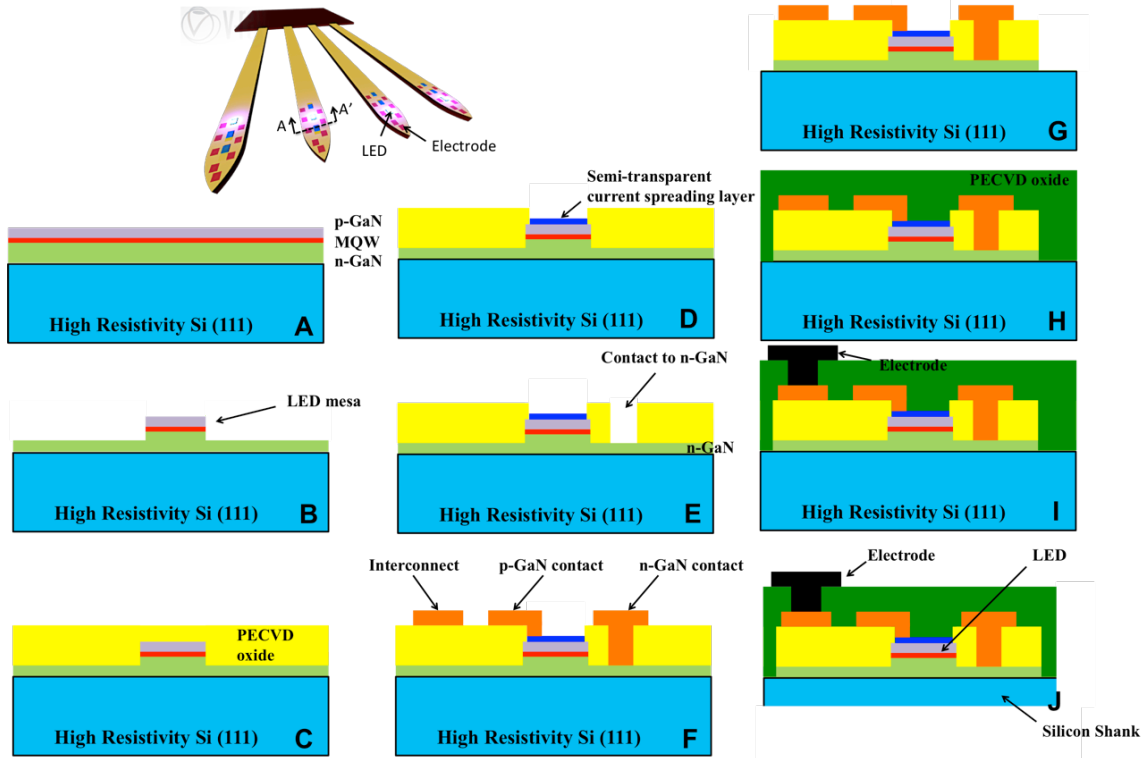 A
A'
LED
Electrode
p-GaN
MQW
n-GaN
High Resistivity Si (111)
A
LED mesa
High Resistivity Si (111)
B
PECVD
oxide
High Resistivity Si (111)
C
Semi-transparent
current spreading layer
High Resistivity Si (111)
D
Contact to n-GaN
n-GaN
High Resistivity Si (111)
E
Interconnect
p-GaN contact
n-GaN contact
High Resistivity Si (111)
F
High Resistivity Si (111)
G
PECVD oxide
High Resistivity Si (111)
H
Electrode
High Resistivity Si (111)
I
Electrode
LED
J
Silicon Shank